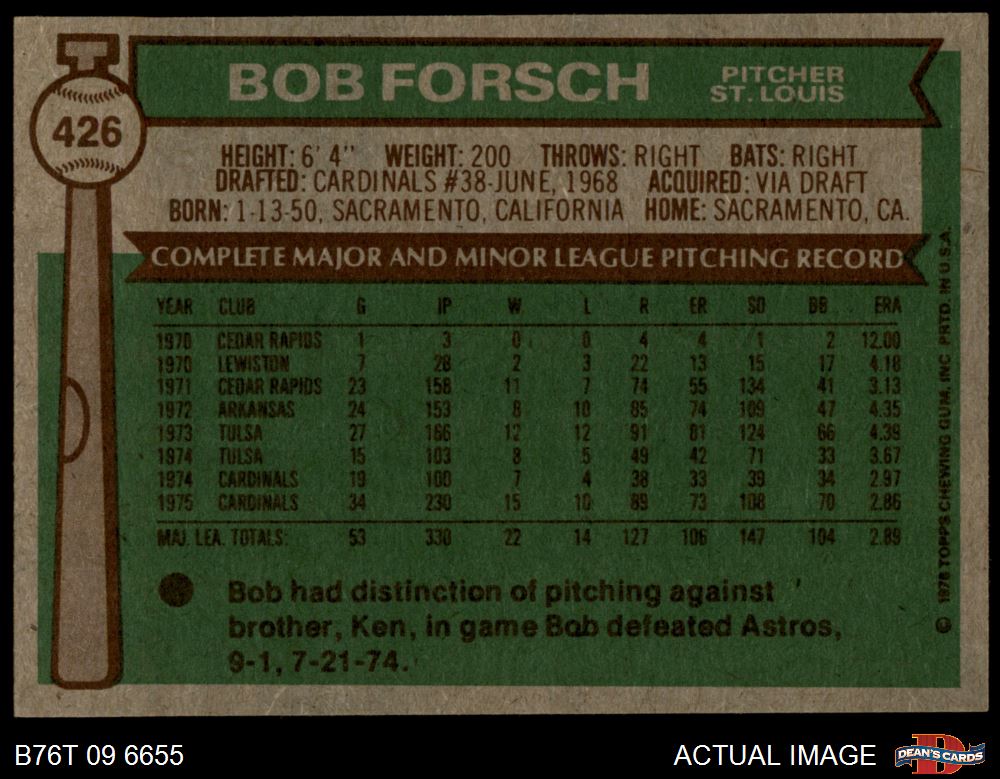 426
BOB FORSCH
PITCHER
ST. LOUIS
HEIGHT: 6' 4" WEIGHT: 200 THROWS: RIGHT BATS: RIGHT
DRAFTED: CARDINALS #38-JUNE, 1968 ACQUIRED: VIA DRAFT
BORN: 1-13-50, SACRAMENTO, CALIFORNIA HOME: SACRAMENTO, CA.
COMPLETE MAJOR AND MINOR LEAGUE PITCHING RECORD
YEAR CLUB G IP W L R ER SO BB ERA
1970 CEDAR RAPIDS 1 3 0 0 4 4 1 2 12.00
1970 LEWISTON 7 28 2 3 22 13 15 17 4.18
1971 CEDAR RAPIDS 23 158 11 7 74 55 134 41 3.13
1972 ARKANSAS 24 153 8 10 85 74 109 47 4.35
1973 TULSA 27 166 12 12 91 81 124 66 4.39
1974 TULSA 15 103 8 5 49 42 71 33 3.67
1974 CARDINALS 19 100 7 4 38 33 39 34 2.97
1975 CARDINALS 34 230 15 10 89 73 108 70 2.86
MAJ. LEA. TOTALS: 53 330 22 14 127 106 147 104 2.89
Bob had distinction of pitching against
brother, Ken, in game Bob defeated Astros,
9-1, 7-21-74.
© 1976 TOPPS CHEWING GUM, INC. PRTD. IN U.S.A.
B76T 09 6655
ACTUAL IMAGE
DEAN'S CARDS